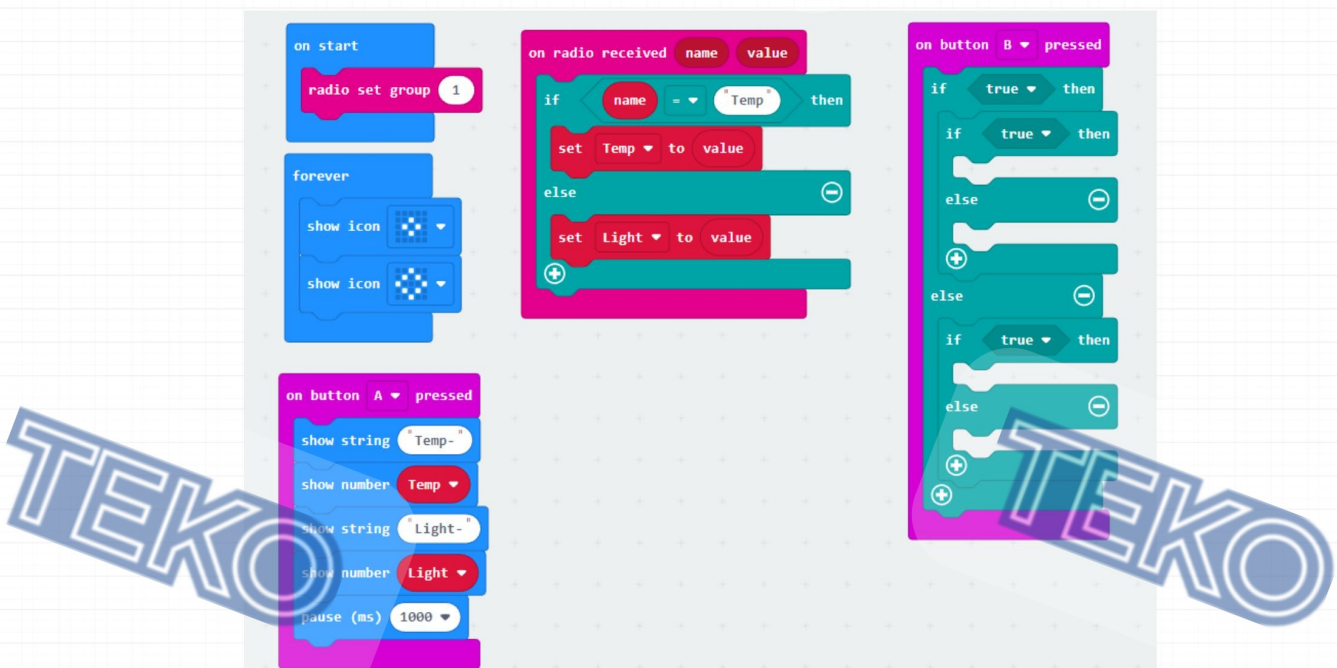 on start
radio set group 1
forever
show icon
show icon
on button A pressed
show string "Temp-"
show number Temp
show string "Light-"
show number Light
pause (ms) 1000
on radio received name value
if name = "Temp" then
set Temp to value
else
set Light to value
on button B pressed
if true then
if true then
else
else
if true then
else
TEKO
TEKO